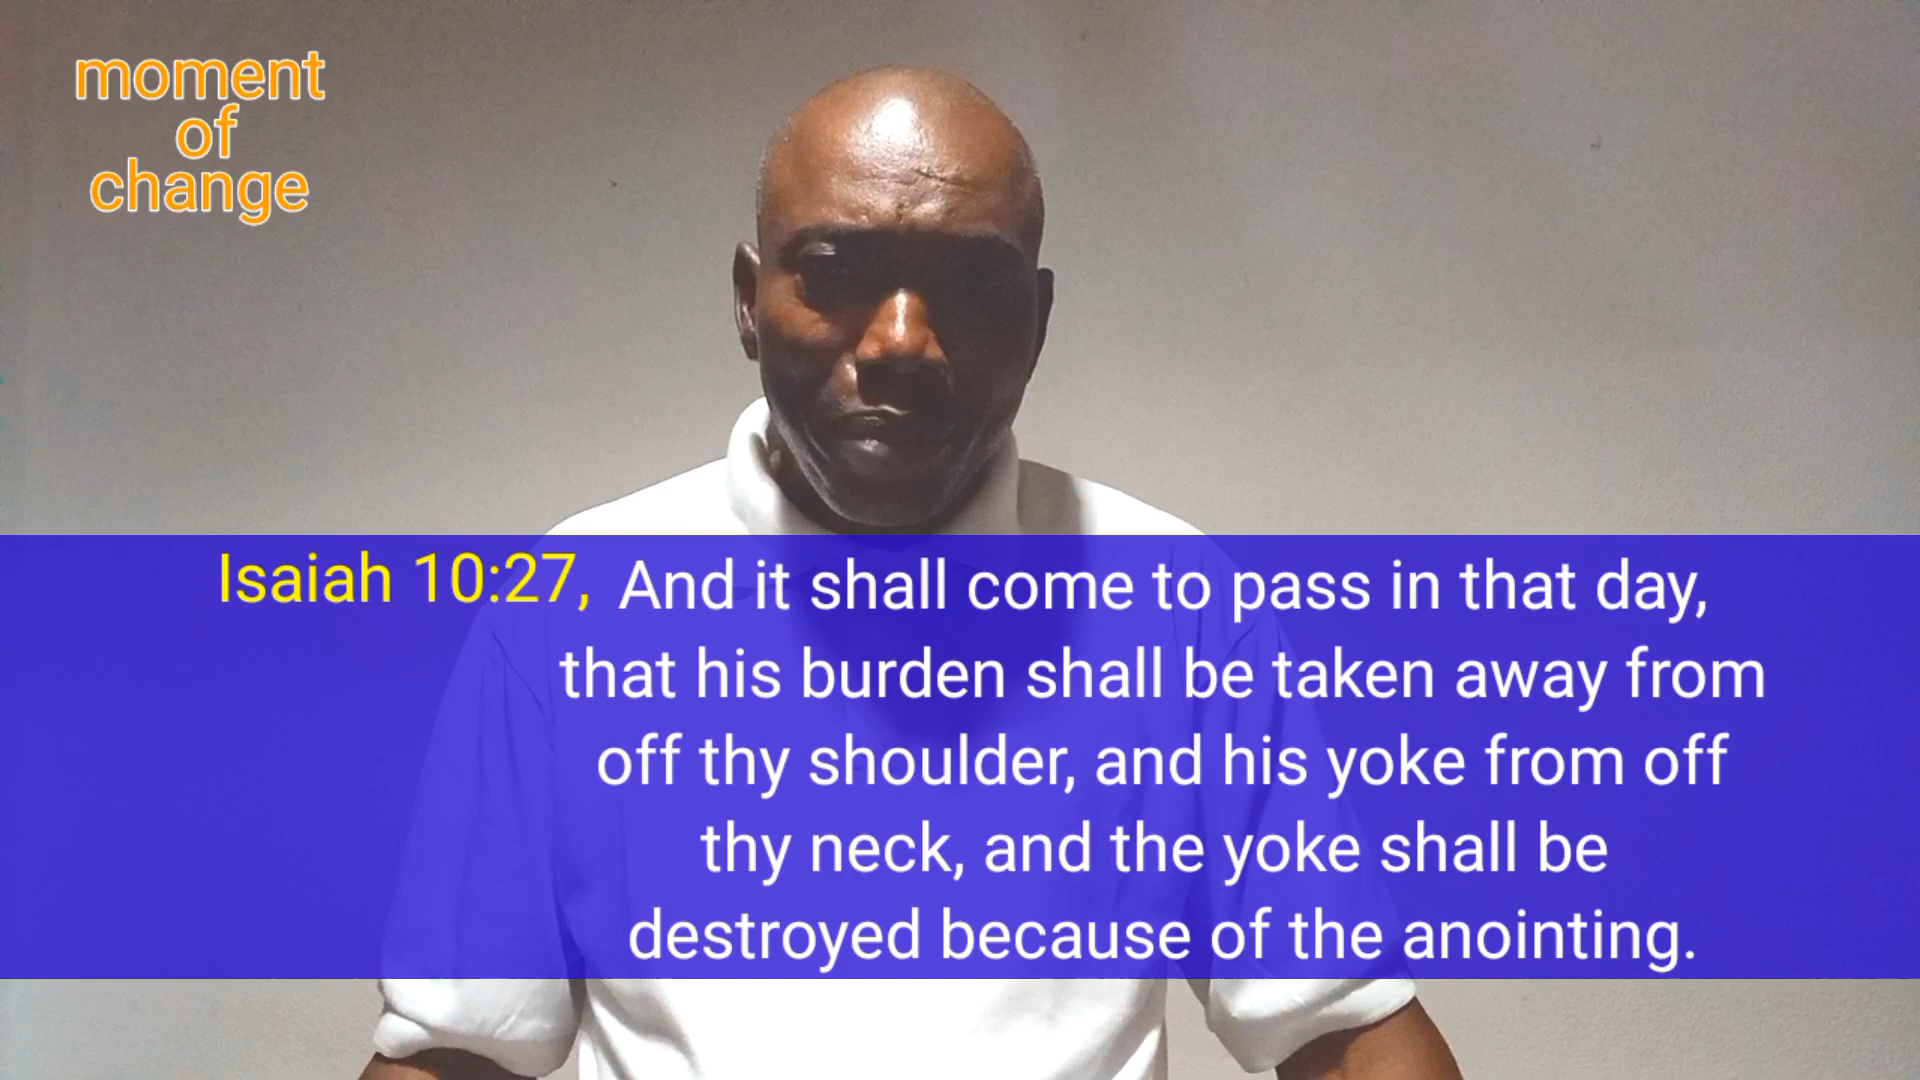 moment
of
change
Isaiah 10:27, And it shall come to pass in that day,
that his burden shall be taken away from
off thy shoulder, and his yoke from off
thy neck, and the yoke shall be
destroyed because of the anointing.